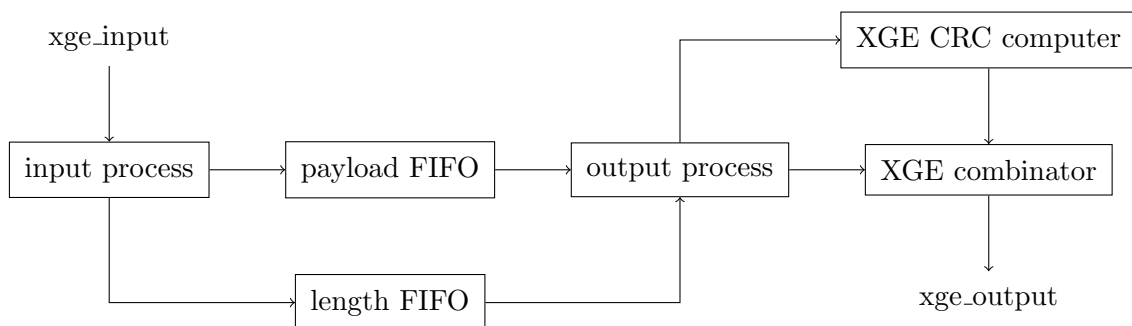 xge_input
XGE CRC computer
input process
payload FIFO
output process
XGE combinator
length FIFO
xge_output